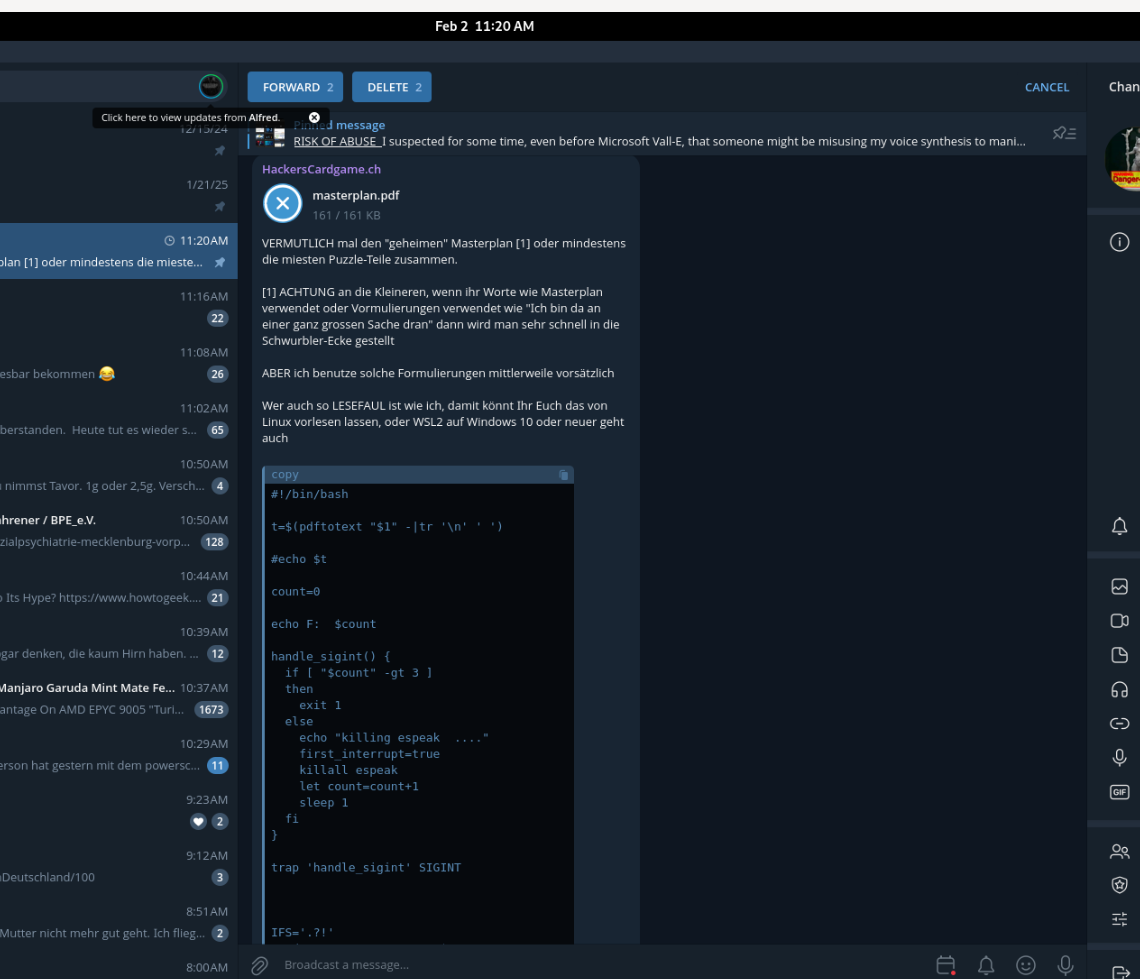 Feb 2  11:20 AM
FORWARD 2
DELETE 2
CANCEL
Chan
Click here to view updates from Alfred.
12/15/24
1/21/25
11:20AM
plan [1] oder mindestens die mieste...
11:16AM
22
11:08AM
esbar bekommen 😂
26
11:02AM
berstanden.  Heute tut es wieder s...
65
10:50AM
nimmst Tavor. 1g oder 2,5g. Versch...
4
hrener / BPE_e.V.
10:50AM
zialpsychiatrie-mecklenburg-vorp...
128
10:44AM
Its Hype? https://www.howtogeek....
21
10:39AM
gar denken, die kaum Hirn haben. ...
12
Manjaro Garuda Mint Mate Fe...
10:37AM
antage On AMD EPYC 9005 "Turi...
1673
10:29AM
erson hat gestern mit dem powersc...
11
9:23AM
2
9:12AM
Deutschland/100
3
8:51AM
Mutter nicht mehr gut geht. Ich flieg...
2
8:00AM
Pinned message
RISK OF ABUSE I suspected for some time, even before Microsoft Vall-E, that someone might be misusing my voice synthesis to mani...
HackersCardgame.ch
masterplan.pdf
161 / 161 KB
VERMUTLICH mal den "geheimen" Masterplan [1] oder mindestens
die miesten Puzzle-Teile zusammen.
[1] ACHTUNG an die Kleineren, wenn ihr Worte wie Masterplan
verwendet oder Vormulierungen verwendet wie "Ich bin da an
einer ganz grossen Sache dran" dann wird man sehr schnell in die
Schwurbler-Ecke gestellt
ABER ich benutze solche Formulierungen mittlerweile vorsätzlich
Wer auch so LESEFAUL ist wie ich, damit könnt Ihr Euch das von
Linux vorlesen lassen, oder WSL2 auf Windows 10 oder neuer geht
auch
copy
#!/bin/bash
t=$(pdftotext "$1" -|tr '\n' ' ')
#echo $t
count=0
echo F:  $count
handle_sigint() {
  if [ "$count" -gt 3 ]
  then
    exit 1
  else
    echo "killing espeak  ...."
    first_interrupt=true
    killall espeak
    let count=count+1
    sleep 1
  fi
}
trap 'handle_sigint' SIGINT
IFS='.?!'
Broadcast a message...
Danger
GIF